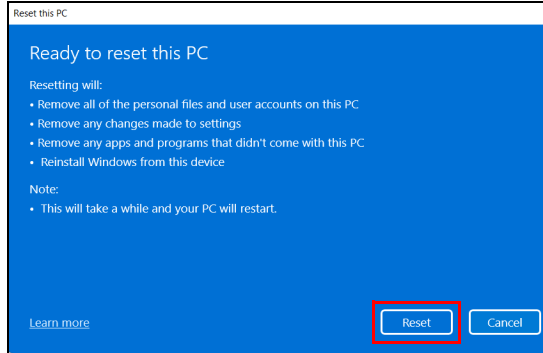 Reset this PC
Ready to reset this PC
Resetting will:
• Remove all of the personal files and user accounts on this PC
• Remove any changes made to settings
• Remove any apps and programs that didn't come with this PC
• Reinstall Windows from this device
Note:
• This will take a while and your PC will restart.
Learn more
Reset
Cancel